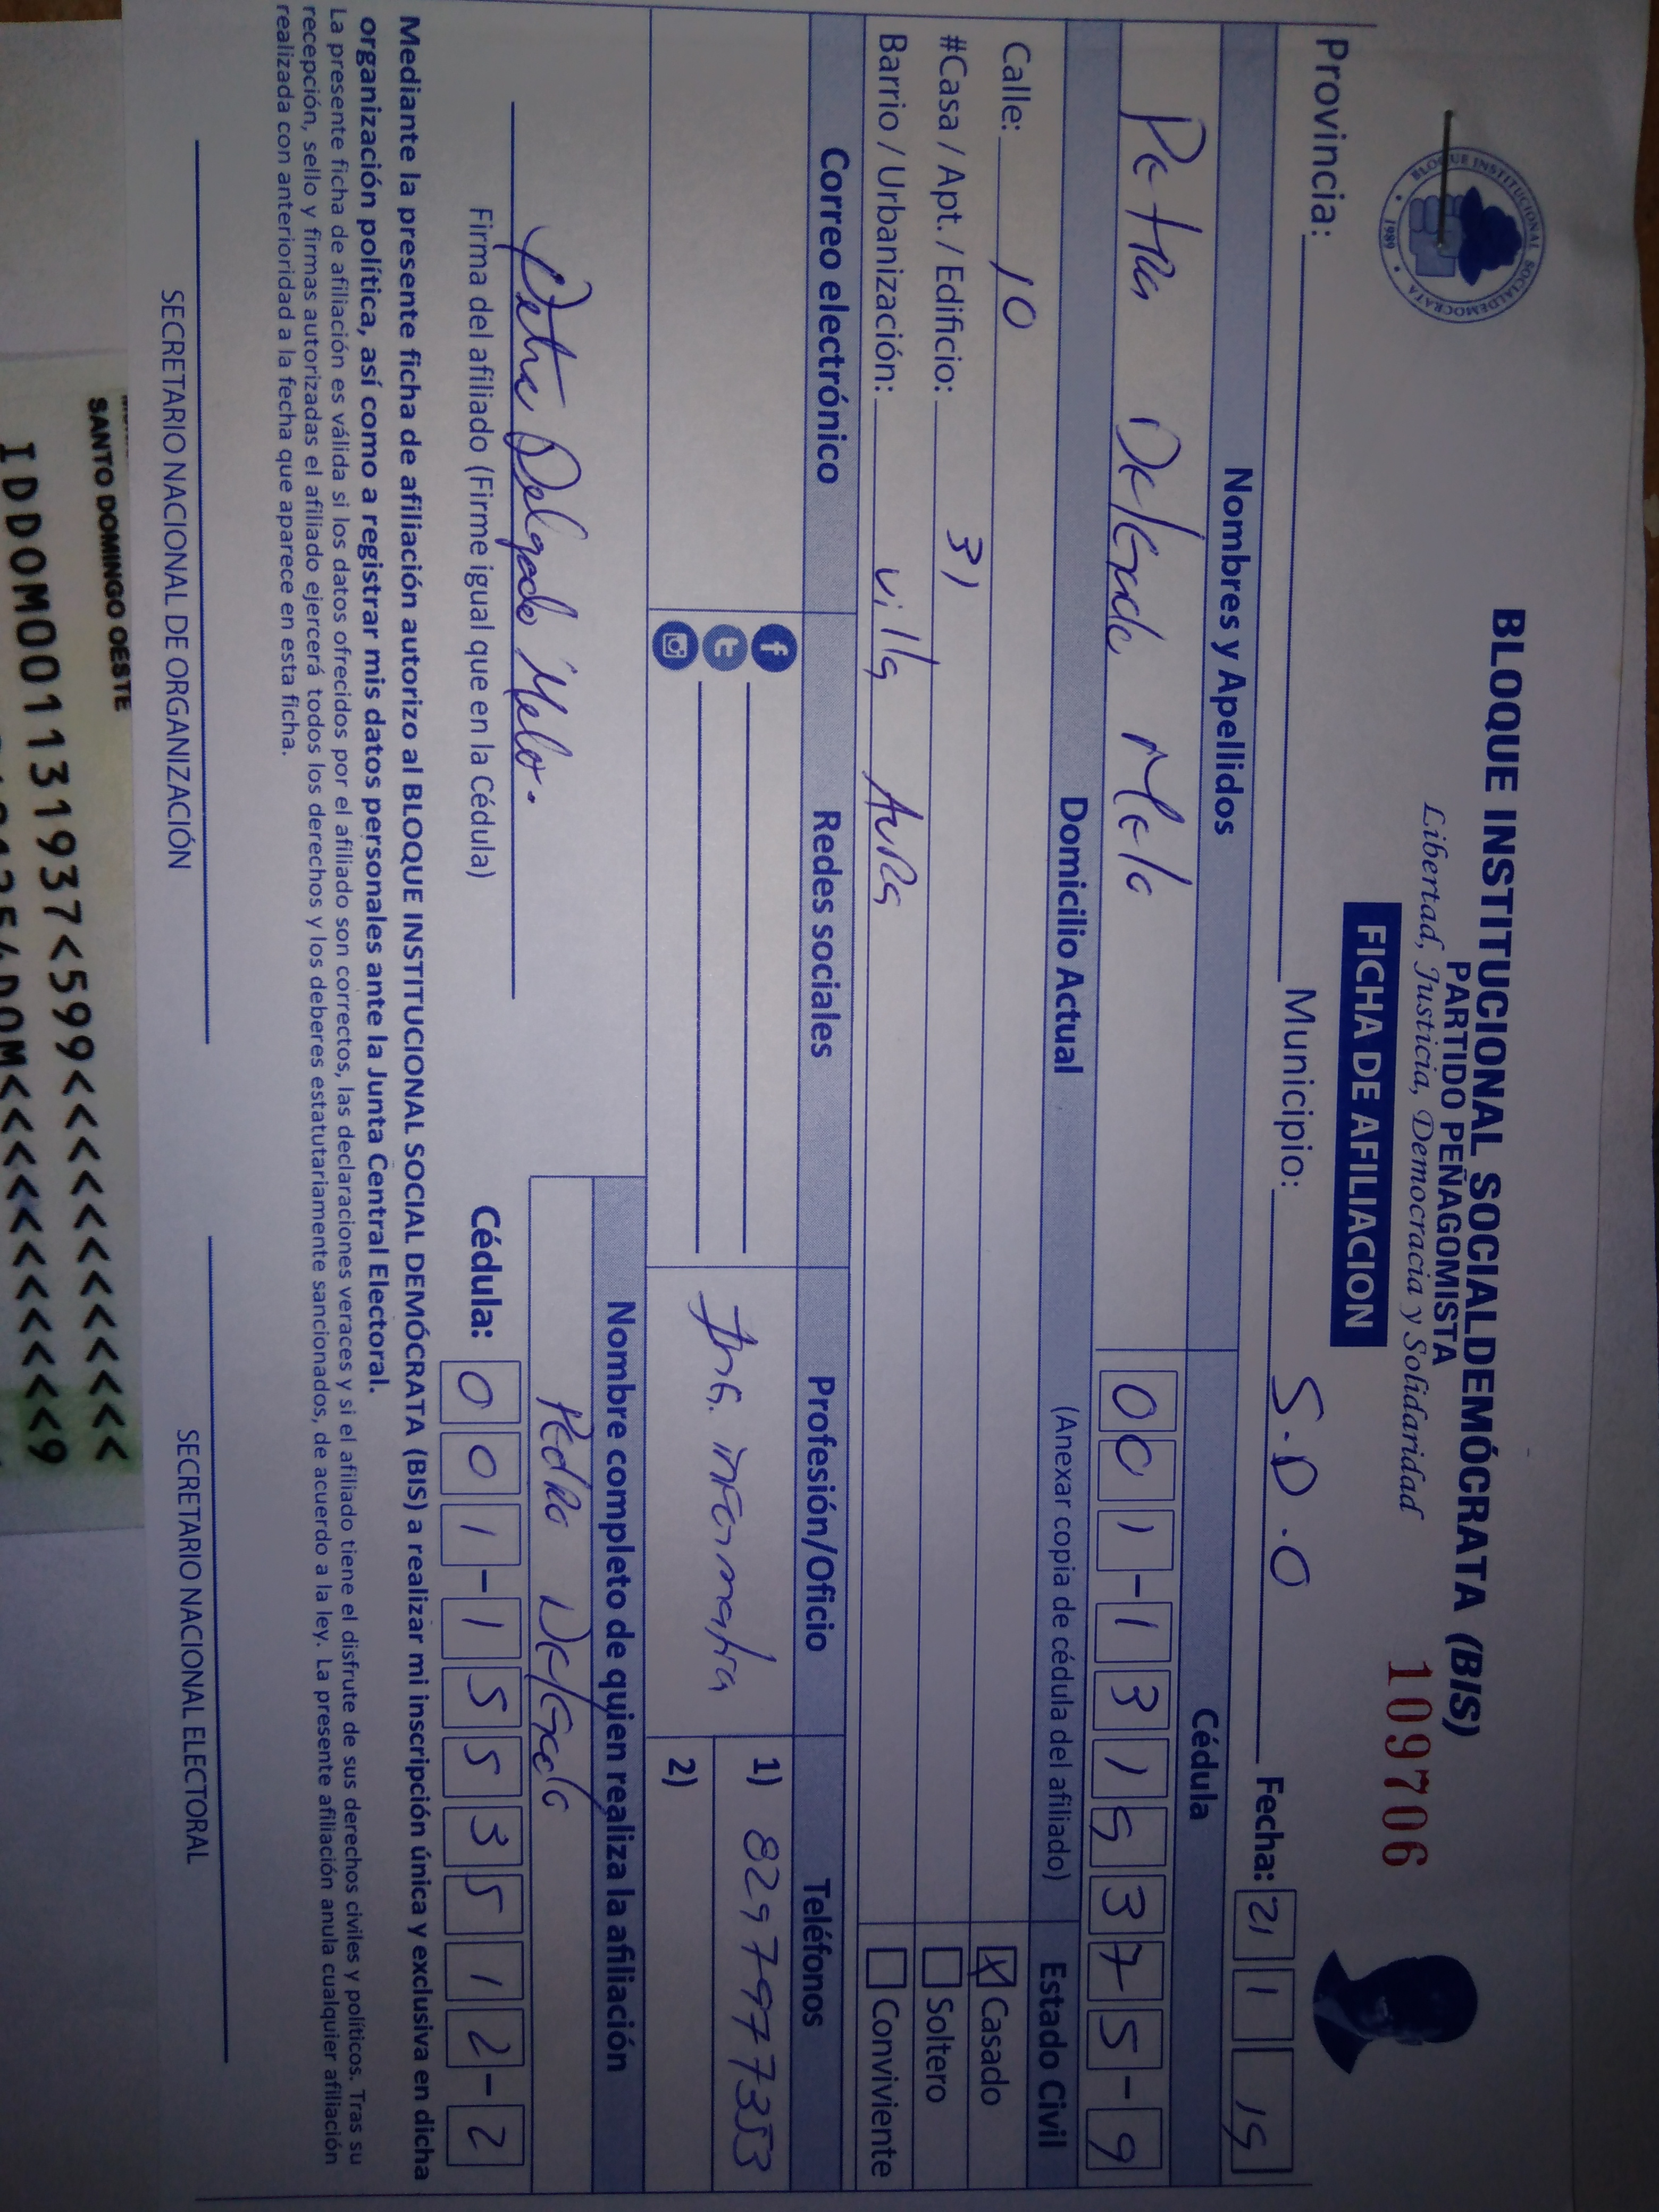 BLOQUE INSTITUCIONAL SOCIALDEMÓCRATA (BIS)
PARTIDO PEÑAGOMISTA
Libertad, Justicia, Democracia y Solidaridad
FICHA DE AFILIACION
109706
BLOQUE INSTITUCIONAL SOCIALDEMOCRATA
1989
Provincia: Municipio: S.D.O Fecha: 21 1 19
Nombres y Apellidos Cédula
Delgado Melo 001-1319375-9
Domicilio Actual (Anexar copia de cédula del afiliado) Estado Civil
Calle: 10 X Casado
#Casa / Apt. / Edificio: 31 Soltero
Barrio / Urbanización: villa Aura Conviviente
Correo electrónico Redes sociales Profesión/Oficio Teléfonos
1) 8297977353
2)
Nombre completo de quien realiza la afiliación
Pedro Delgado
Petra Delgado Melo.
Firma del afiliado (Firme igual que en la Cédula) Cédula: 001-1553512-2
Mediante la presente ficha de afiliación autorizo al BLOQUE INSTITUCIONAL SOCIAL DEMÓCRATA (BIS) a realizar mi inscripción única y exclusiva en dicha
organización política, así como a registrar mis datos personales ante la Junta Central Electoral.
La presente ficha de afiliación es válida si los datos ofrecidos por el afiliado son correctos, las declaraciones veraces y si el afiliado tiene el disfrute de sus derechos civiles y políticos. Tras su
recepción, sello y firmas autorizadas el afiliado ejercerá todos los derechos y los deberes estatutariamente sancionados, de acuerdo a la ley. La presente afiliación anula cualquier afiliación
realizada con anterioridad a la fecha que aparece en esta ficha.
SECRETARIO NACIONAL DE ORGANIZACIÓN SECRETARIO NACIONAL ELECTORAL
SANTO DOMINGO OESTE
IDDOM001131937<599<<<<<<<<<<<<